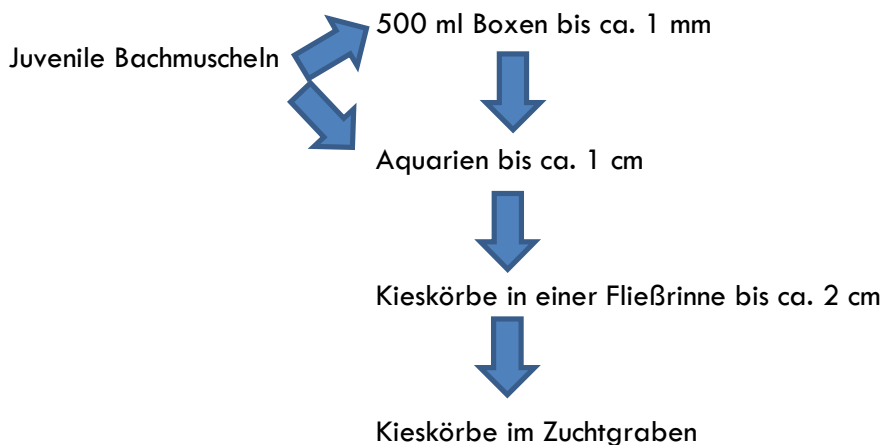 Juvenile Bachmuscheln
500 ml Boxen bis ca. 1 mm
Aquarien bis ca. 1 cm
Kieskörbe in einer Fließrinne bis ca. 2 cm
Kieskörbe im Zuchtgraben